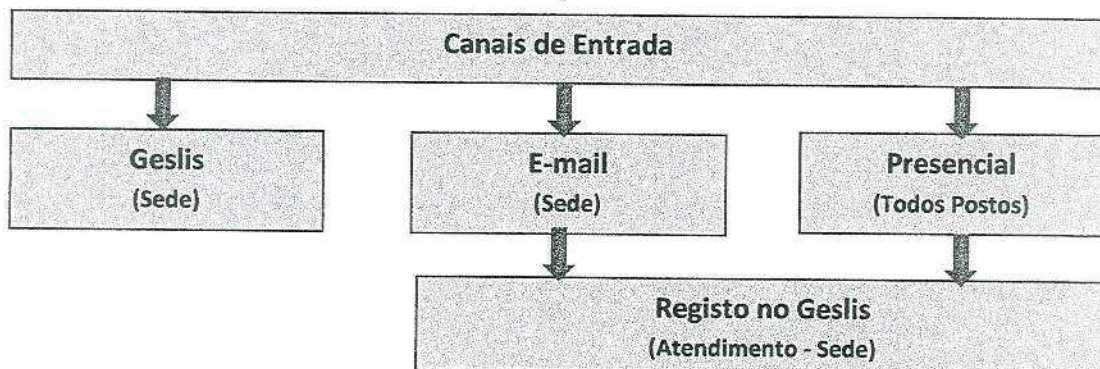 Canais de Entrada
Geslis
(Sede)
E-mail
(Sede)
Presencial
(Todos Postos)
Registo no Geslis
(Atendimento - Sede)